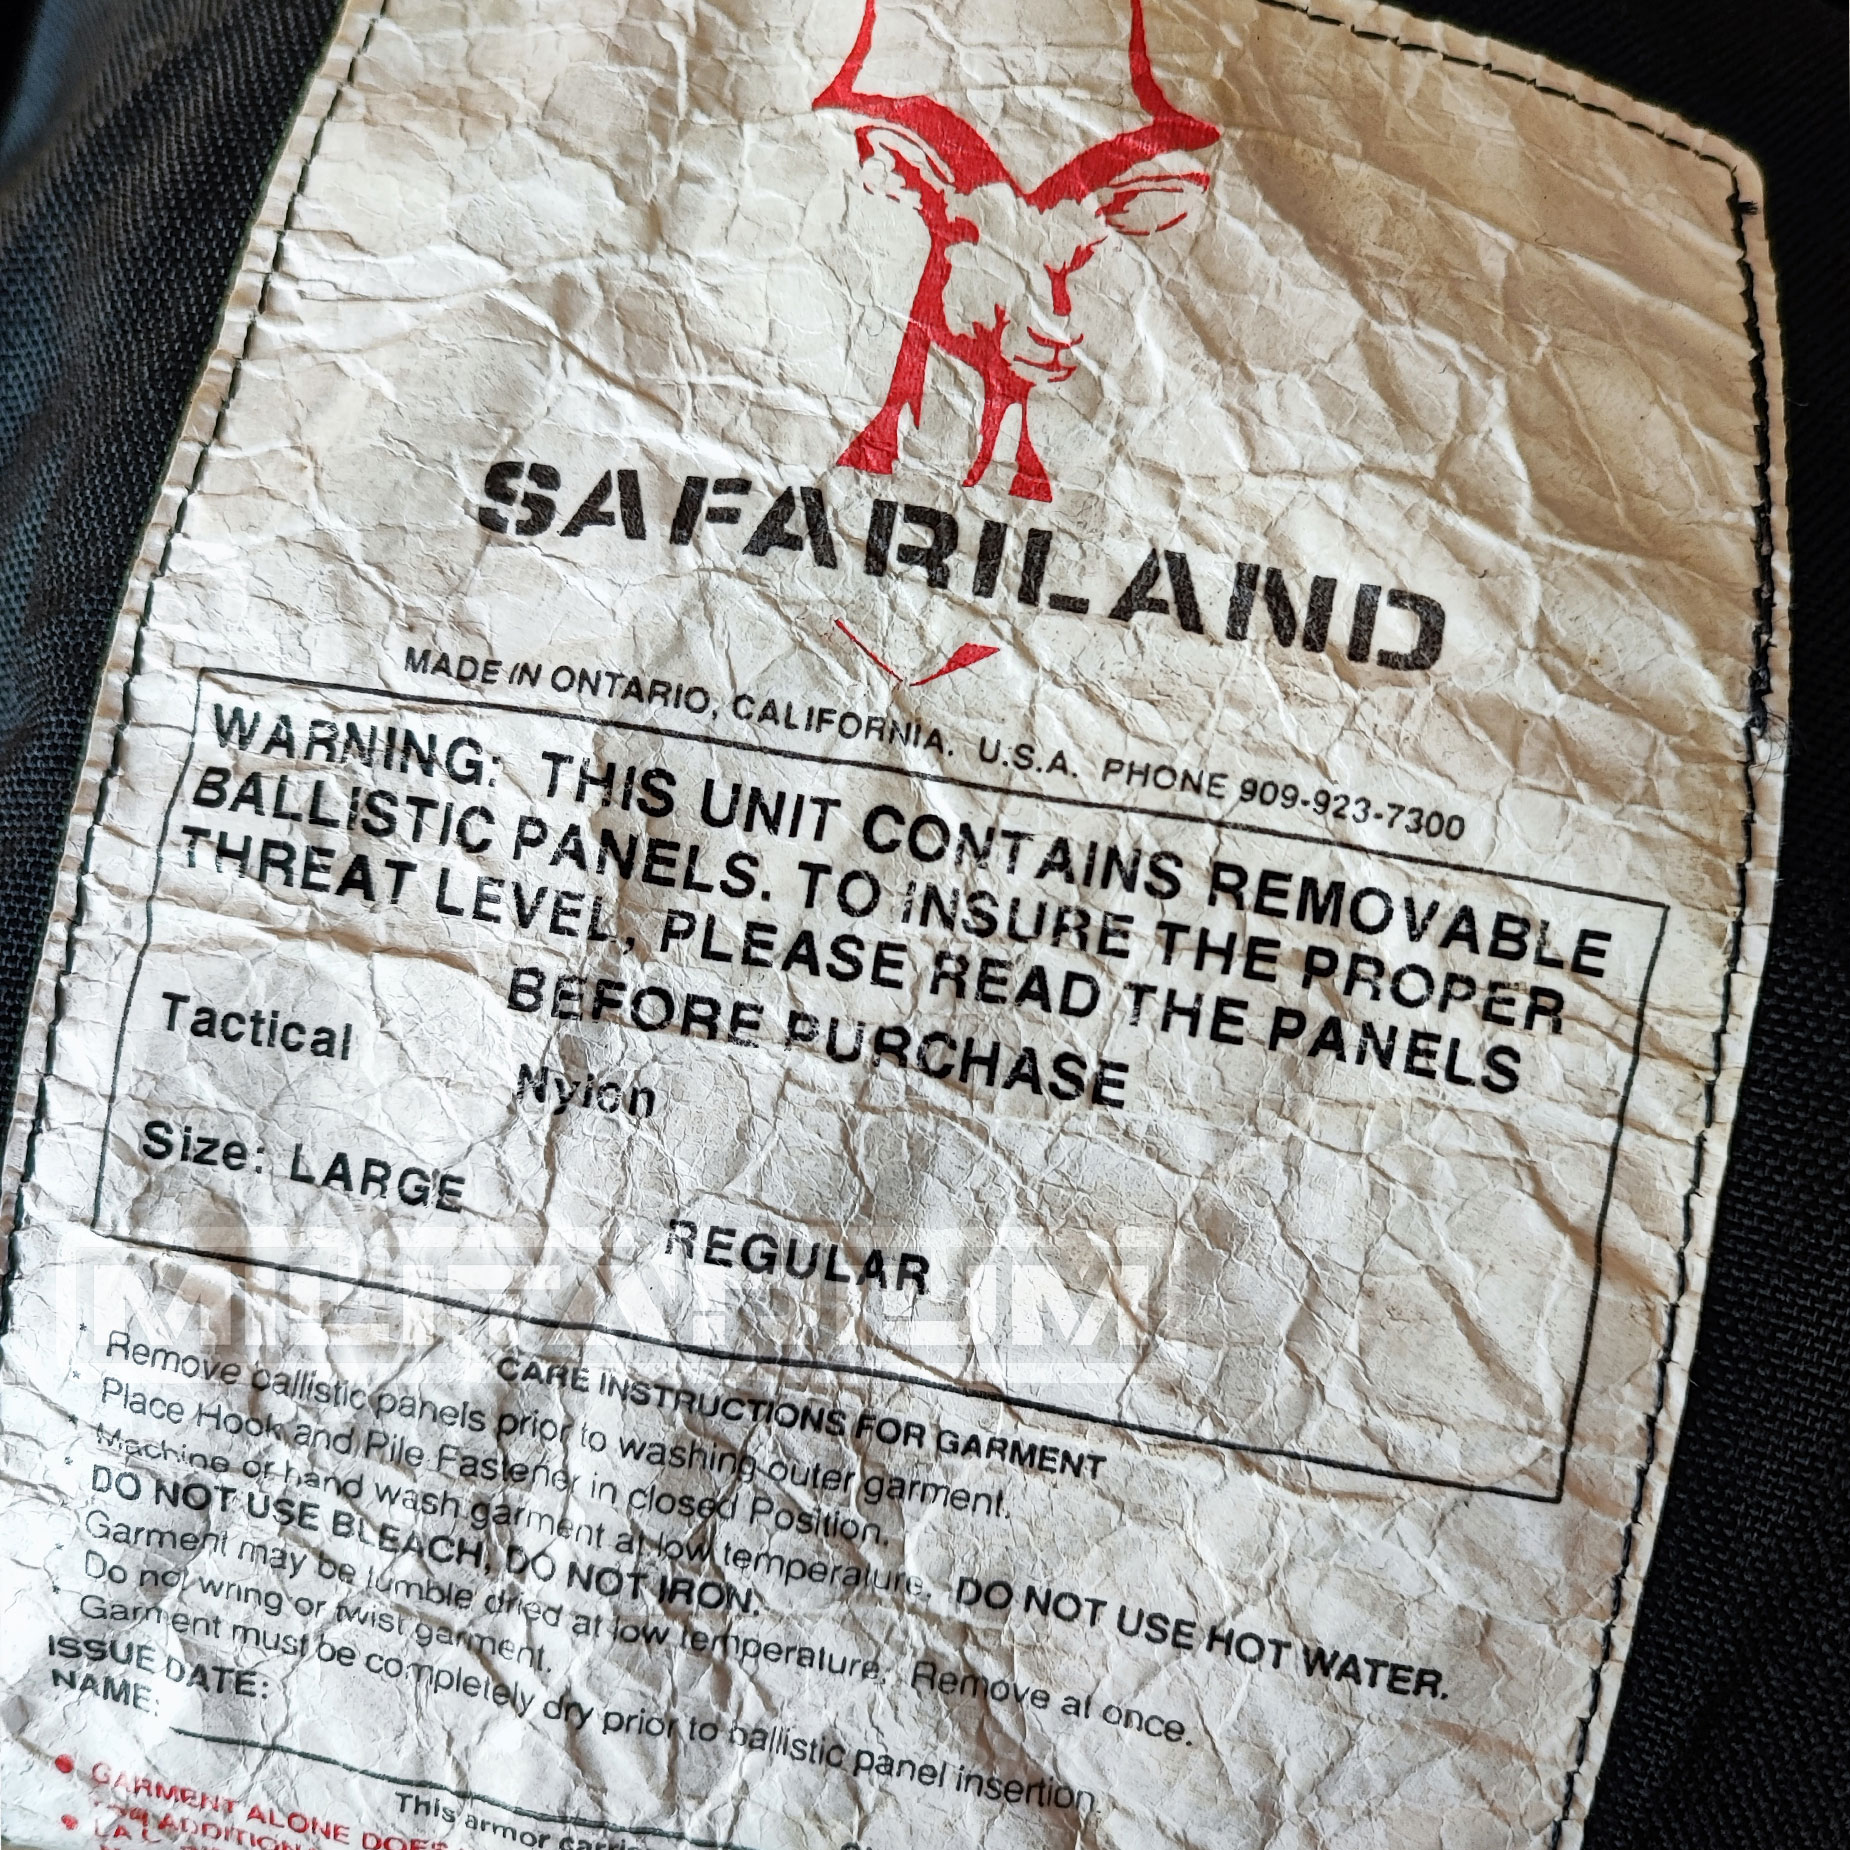 SAFARILAND
MADE IN ONTARIO, CALIFORNIA. U.S.A. PHONE 909-923-7300
WARNING: THIS UNIT CONTAINS REMOVABLE
BALLISTIC PANELS. TO INSURE THE PROPER
THREAT LEVEL, PLEASE READ THE PANELS
BEFORE PURCHASE
Tactical Nylon
Size: LARGE REGULAR
MILITARIUM
CARE INSTRUCTIONS FOR GARMENT
* Remove ballistic panels prior to washing outer garment.
* Place Hook and Pile Fastener in closed Position.
* Machine or hand wash garment at low temperature. DO NOT USE HOT WATER.
* DO NOT USE BLEACH, DO NOT IRON.
Garment may be tumble dried at low temperature. Remove at once.
* Do not wring or twist garment.
* Garment must be completely dry prior to ballistic panel insertion.
ISSUE DATE:
NAME:
This armor
• GARMENT ALONE
• ADDITION